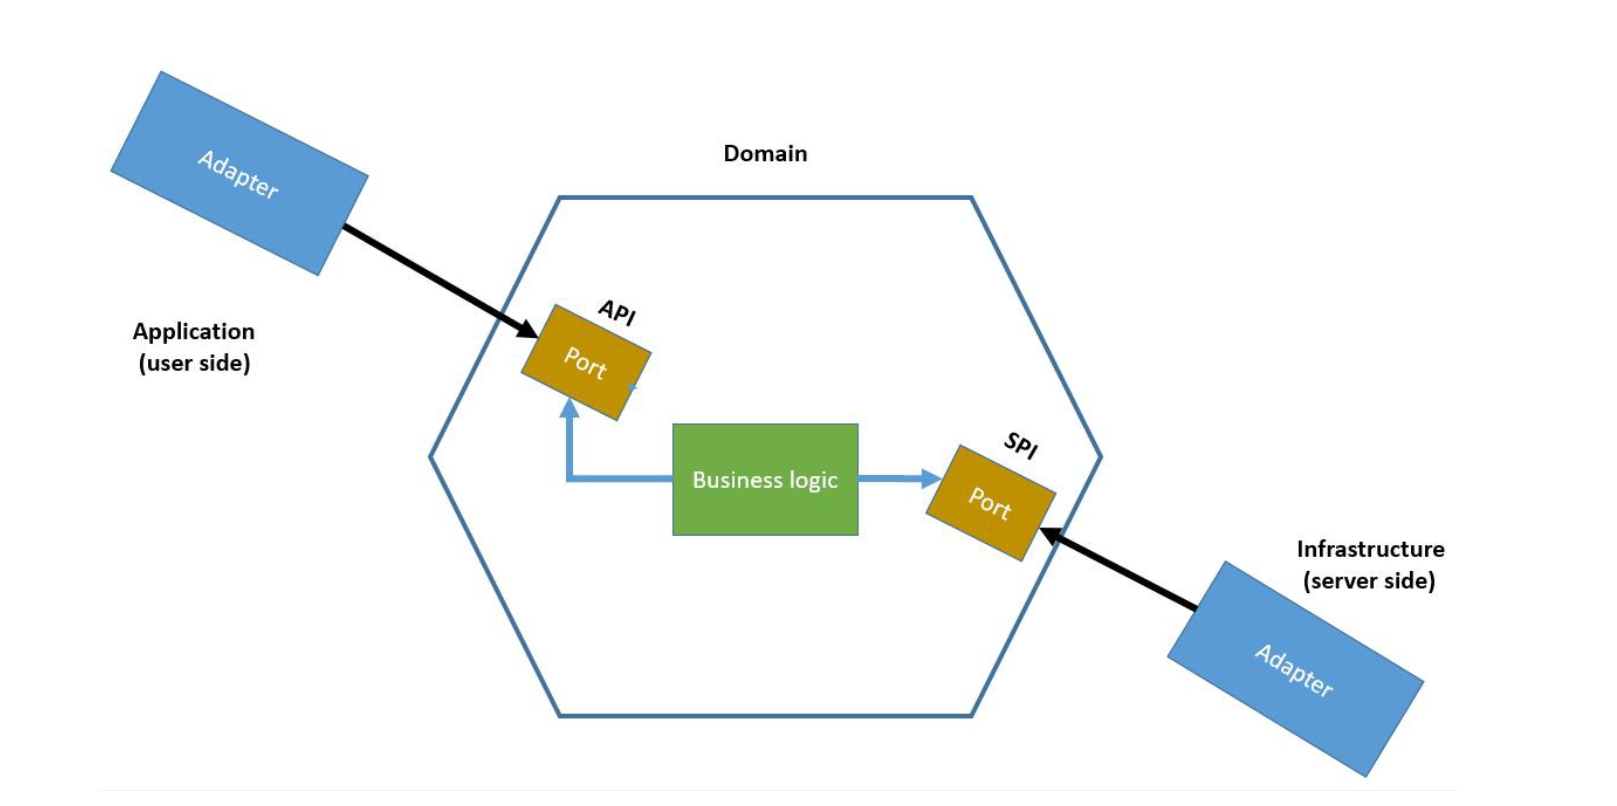 Adapter
Domain
Application
(user side)
API
Port
Business logic
SPI
Port
Infrastructure
(server side)
Adapter